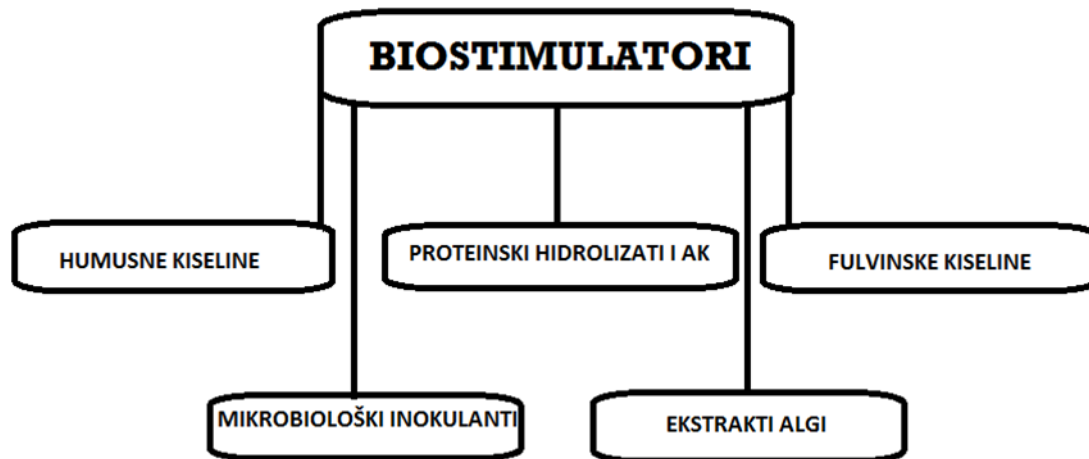 BIOSTIMULATORI
HUMUSNE KISELINE
PROTEINSKI HIDROLIZATI I AK
FULVINSKE KISELINE
MIKROBIOLOŠKI INOKULANTI
EKSTRAKTI ALGI